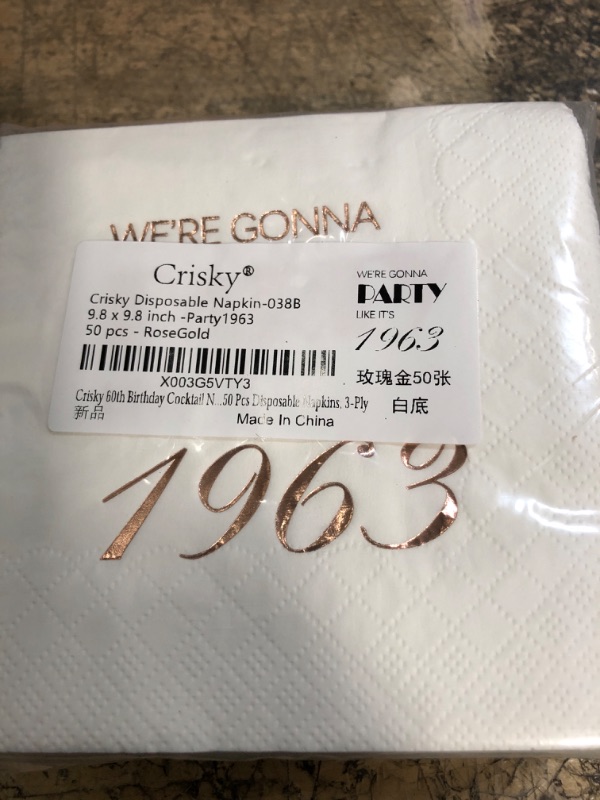 WE'RE GONNA
Crisky®
Crisky Disposable Napkin-038B
9.8 x 9.8 inch -Party1963
50 pcs - RoseGold
X003G5VTY3
Crisky 60th Birthday Cocktail N...50 Pcs Disposable Napkins, 3-Ply
新品
Made In China
WE'RE GONNA
PARTY
LIKE IT'S
1963
玫瑰金50张
白底
1963